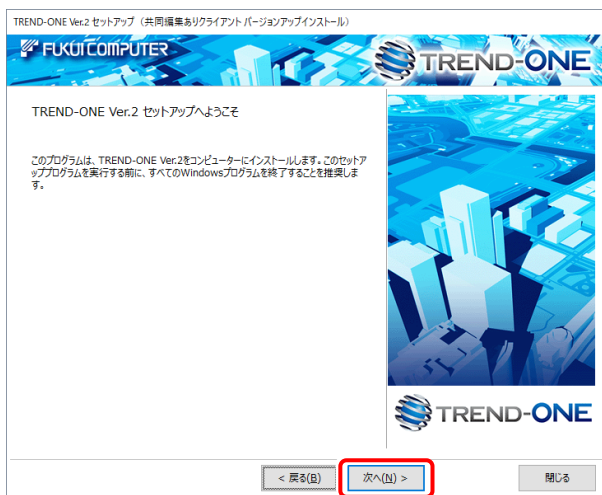 TREND-ONE Ver.2 セットアップ（共同編集ありクライアント バージョンアップインストール）
FUKUI COMPUTER
TREND-ONE
TREND-ONE Ver.2 セットアップへようこそ
このプログラムは、TREND-ONE Ver.2をコンピューターにインストールします。このセットア
ッププログラムを実行する前に、すべてのWindowsプログラムを終了することを推奨しま
す。
TREND-ONE
< 戻る(B)
次へ(N) >
閉じる